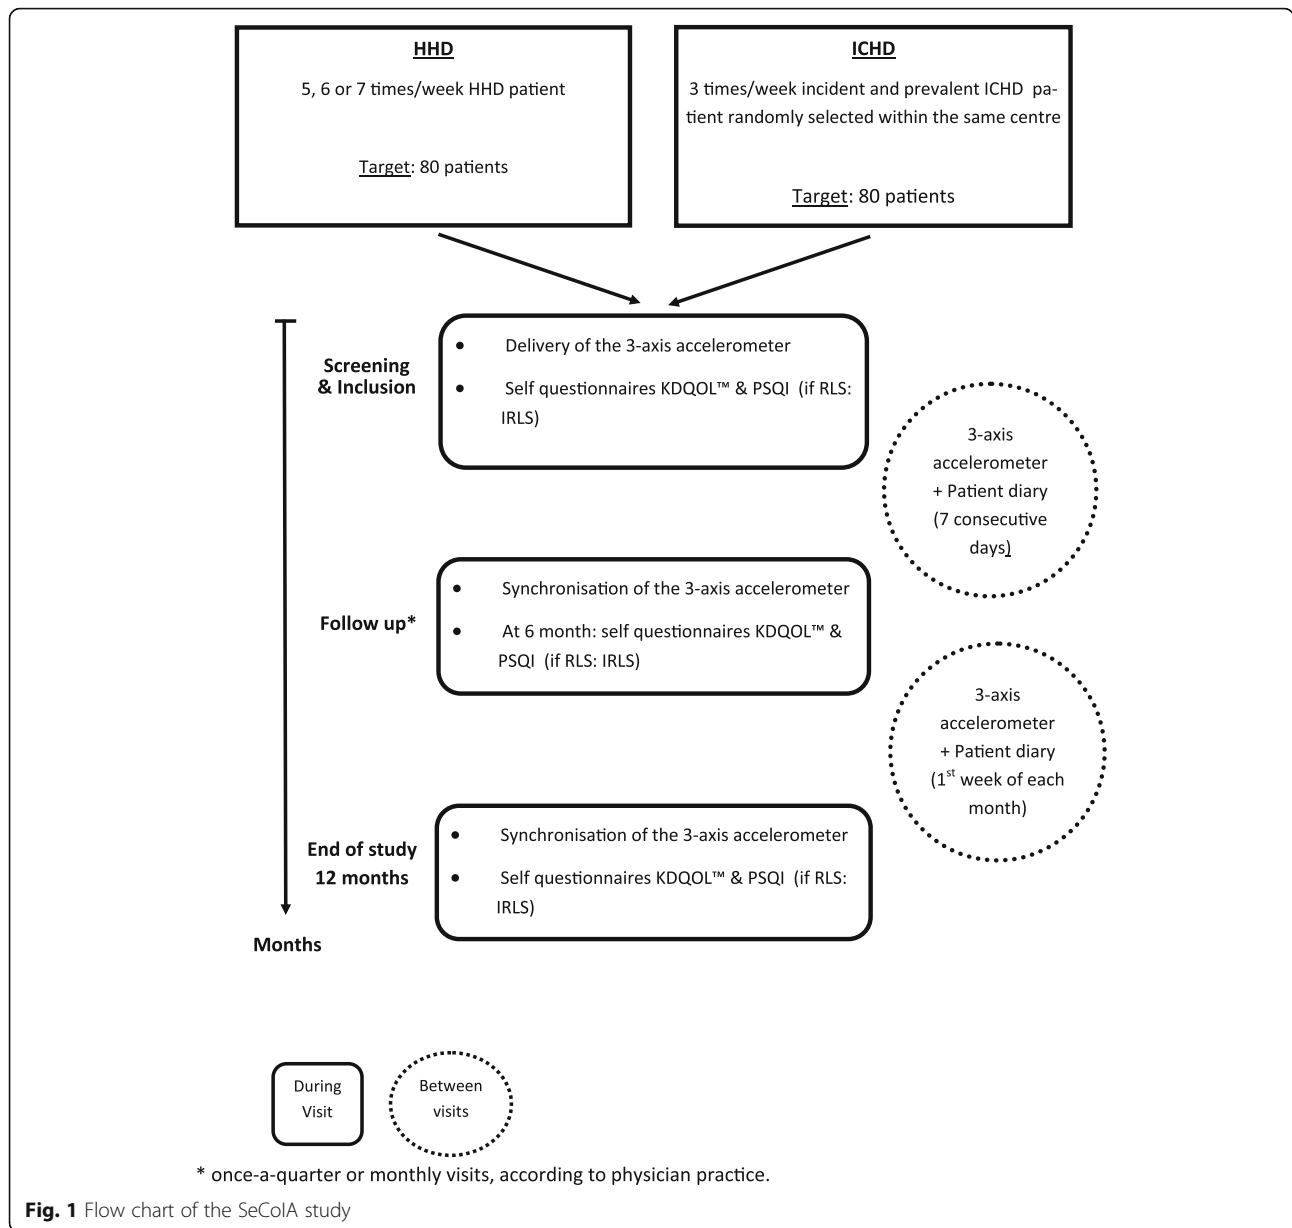 HHD
5, 6 or 7 times/week HHD patient
Target: 80 patients
ICHD
3 times/week incident and prevalent ICHD pa-
tient randomly selected within the same centre
Target: 80 patients
Screening
& Inclusion
• Delivery of the 3-axis accelerometer
• Self questionnaires KDQOL™ & PSQI (if RLS:
IRLS)
3-axis
accelerometer
+ Patient diary
(7 consecutive
days)
Follow up*
• Synchronisation of the 3-axis accelerometer
• At 6 month: self questionnaires KDQOL™ &
PSQI (if RLS: IRLS)
3-axis
accelerometer
+ Patient diary
(1st week of each
month)
End of study
12 months
• Synchronisation of the 3-axis accelerometer
• Self questionnaires KDQOL™ & PSQI (if RLS:
IRLS)
Months
During
Visit
Between
visits
* once-a-quarter or monthly visits, according to physician practice.
Fig. 1 Flow chart of the SeCoIA study